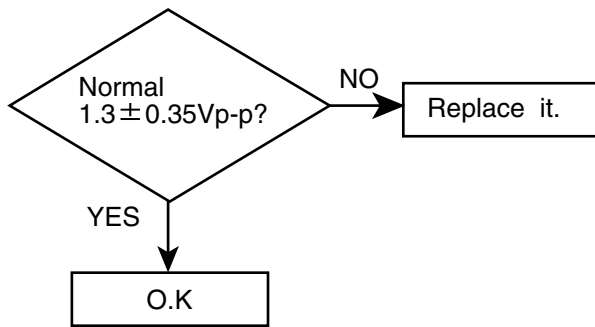 Normal
1.3±0.35Vp-p?
NO
Replace it.
YES
O.K